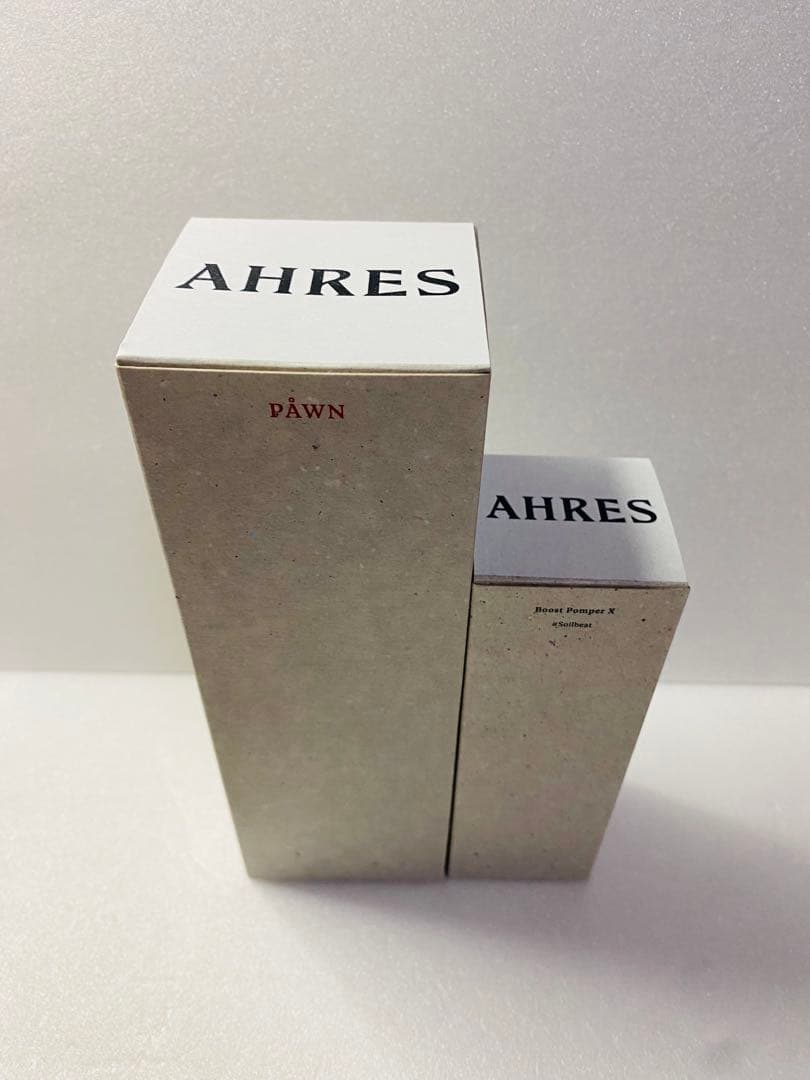 AHRES
PÅWN
AHRES
Boost Pomper X
#Soilbeat